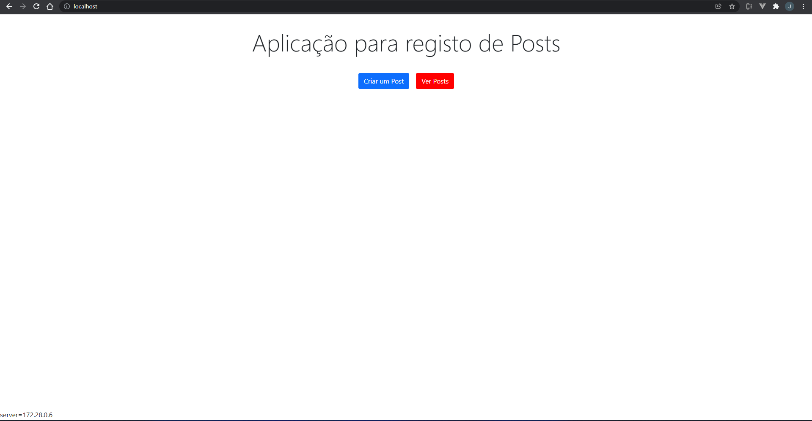 localhost
J
Aplicação para registo de Posts
Criar um Post
Ver Posts
server=172.20.0.6